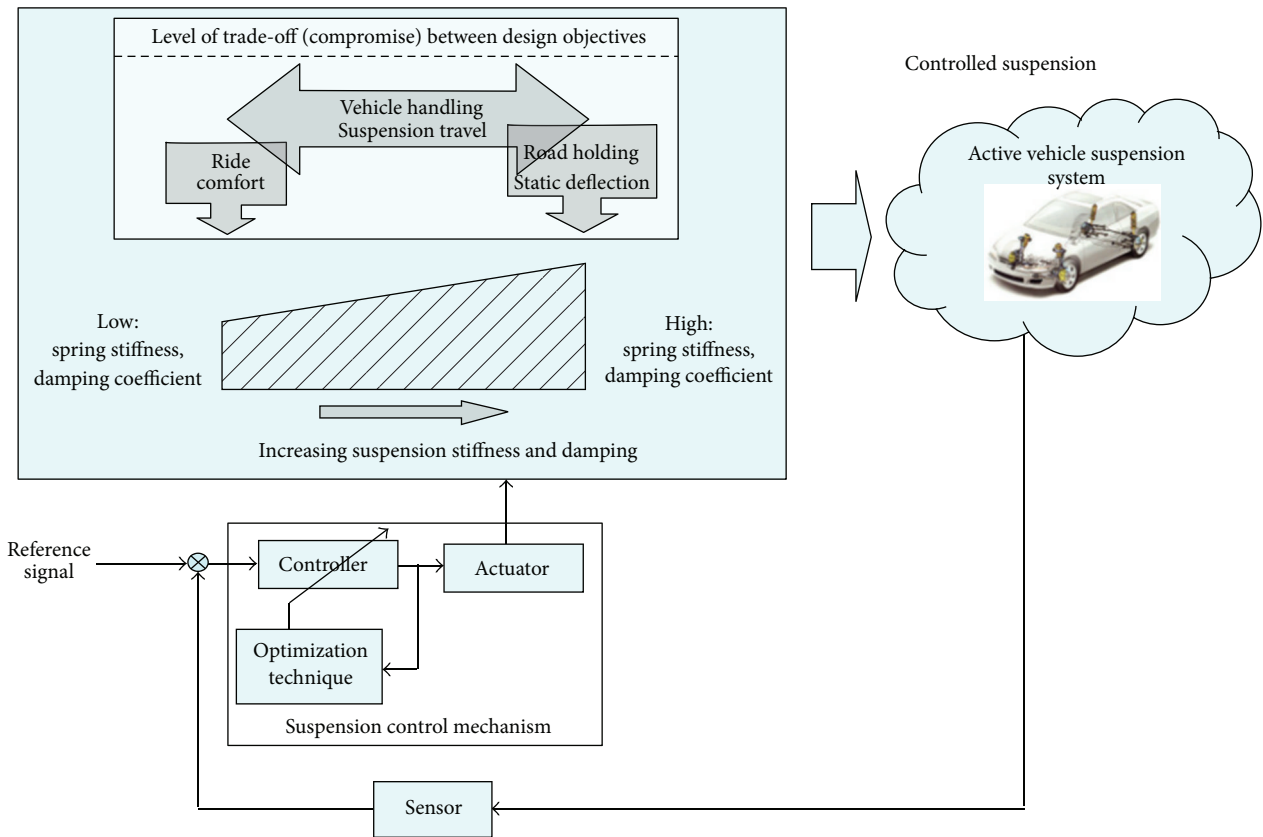 Level of trade-off (compromise) between design objectives
Vehicle handling
Suspension travel
Ride
comfort
Road holding
Static deflection
Low:
spring stiffness,
damping coefficient
High:
spring stiffness,
damping coefficient
Increasing suspension stiffness and damping
Controlled suspension
Active vehicle suspension
system
Reference
signal
Controller
Actuator
Optimization
technique
Suspension control mechanism
Sensor